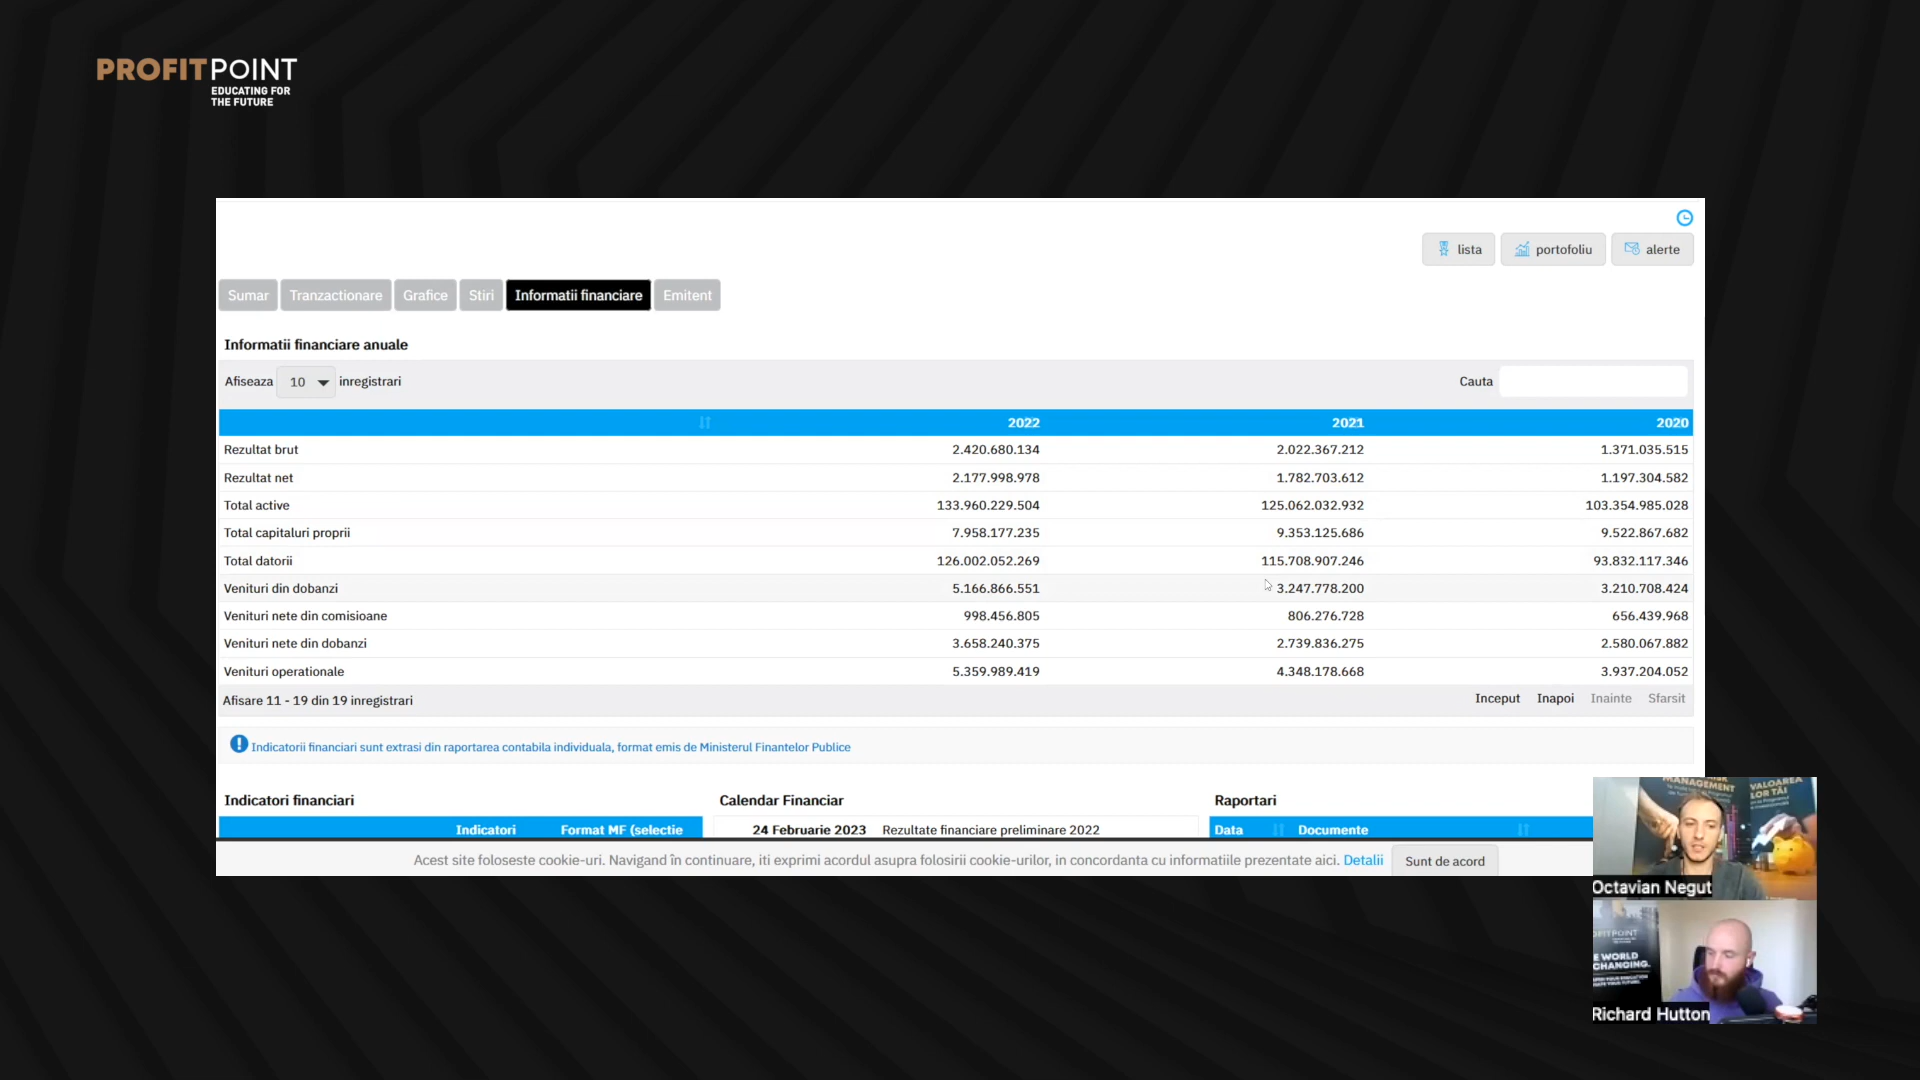 PROFITPOINT
EDUCATING FOR
THE FUTURE
lista portofoliu alerte
Sumar Tranzactionare Grafice Stiri Informatii financiare Emitent
Informatii financiare anuale
Afiseaza 10 inregistrari Cauta
2022 2021 2020
Rezultat brut 2.420.680.134 2.022.367.212 1.371.035.515
Rezultat net 2.177.998.978 1.782.703.612 1.197.304.582
Total active 133.960.229.504 125.062.032.932 103.354.985.028
Total capitaluri proprii 7.958.177.235 9.353.125.686 9.522.867.682
Total datorii 126.002.052.269 115.708.907.246 93.832.117.346
Venituri din dobanzi 5.166.866.551 3.247.778.200 3.210.708.424
Venituri nete din comisioane 998.456.805 806.276.728 656.439.968
Venituri nete din dobanzi 3.658.240.375 2.739.836.275 2.580.067.882
Venituri operationale 5.359.989.419 4.348.178.668 3.937.204.052
Afisare 11 - 19 din 19 inregistrari Inceput Inapoi Inainte Sfarsit
Indicatorii financiari sunt extrasi din raportarea contabila individuala, format emis de Ministerul Finantelor Publice
Indicatori financiari Calendar Financiar Raportari
Indicatori Format MF (selectie 24 Februarie 2023 Rezultate financiare preliminare 2022 Data Documente
Acest site foloseste cookie-uri. Navigand în continuare, iti exprimi acordul asupra folosirii cookie-urilor, in concordanta cu informatiile prezentate aici. Detalii Sunt de acord
MANAGEMENT VALOAREA
LOR TĂI
Octavian Negut
WORLD
CHANGING.
Richard Hutton